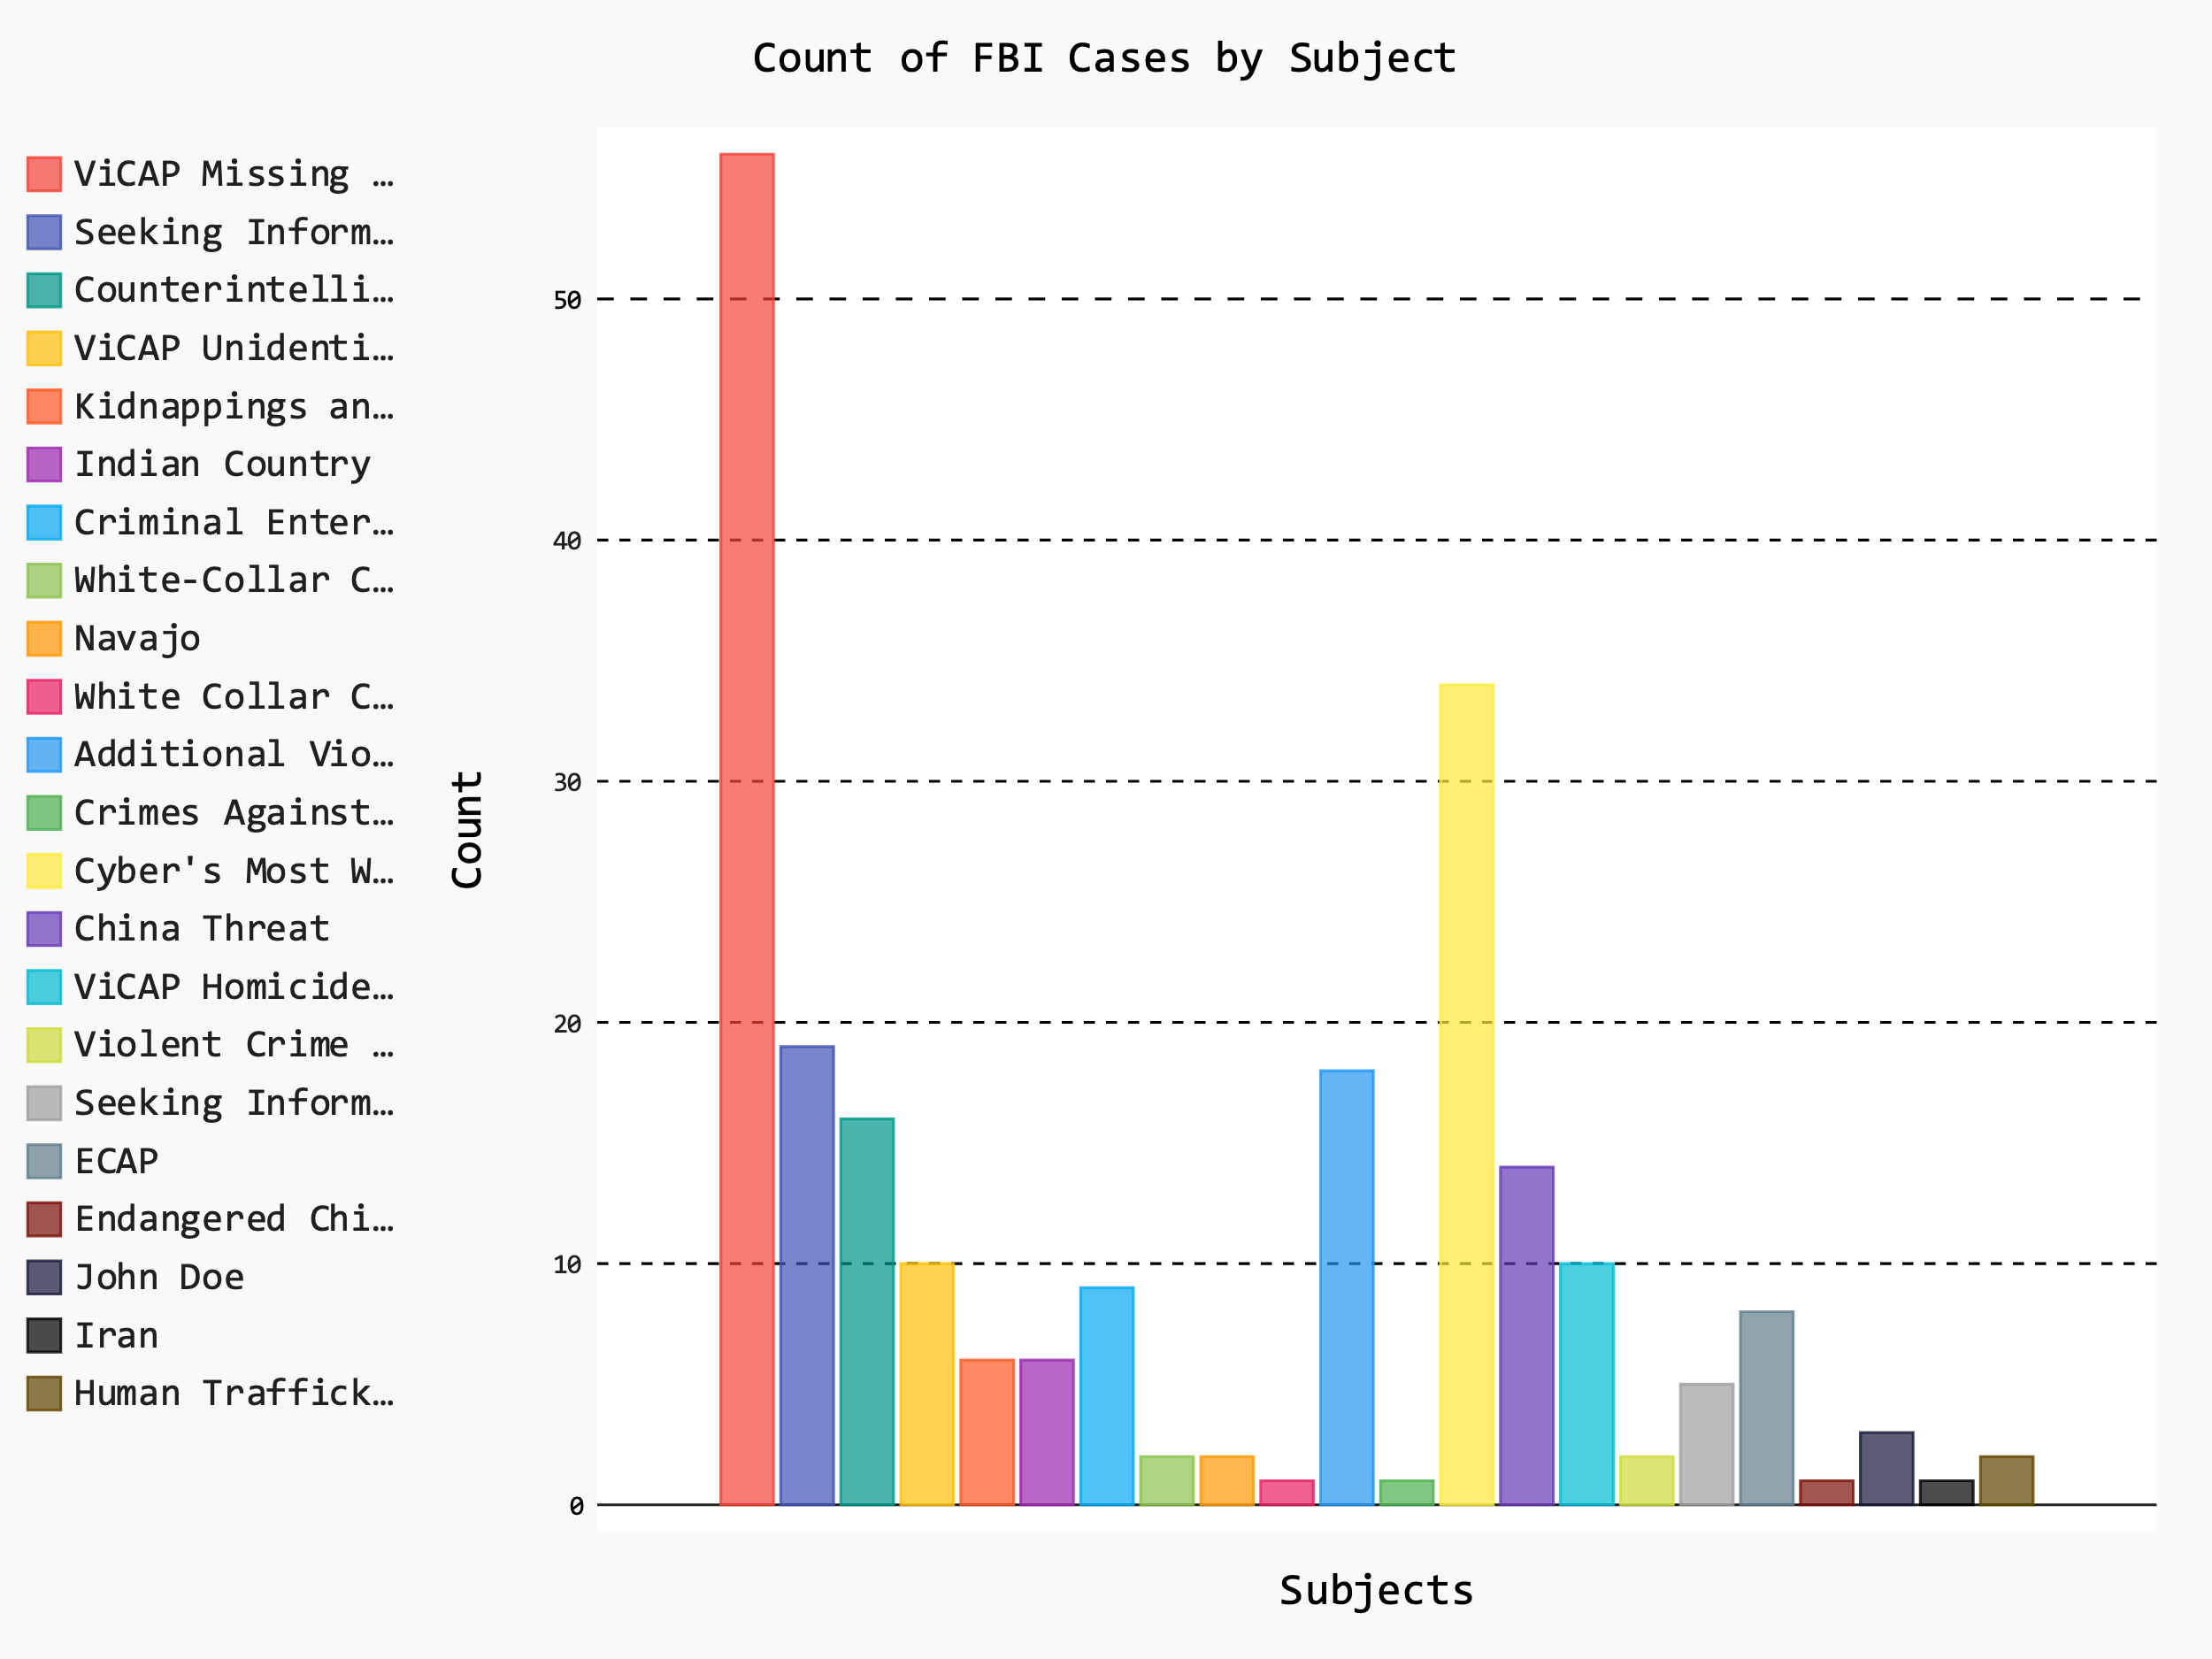 Count of FBI Cases by Subject
ViCAP Missing …
Seeking Inform…
Counterintelli…
ViCAP Unidenti…
Kidnappings an…
Indian Country
Criminal Enter…
White-Collar C…
Navajo
White Collar C…
Additional Vio…
Crimes Against…
Cyber's Most W…
China Threat
ViCAP Homicide…
Violent Crime …
Seeking Inform…
ECAP
Endangered Chi…
John Doe
Iran
Human Traffick…
Count
50
40
30
20
10
0
Subjects